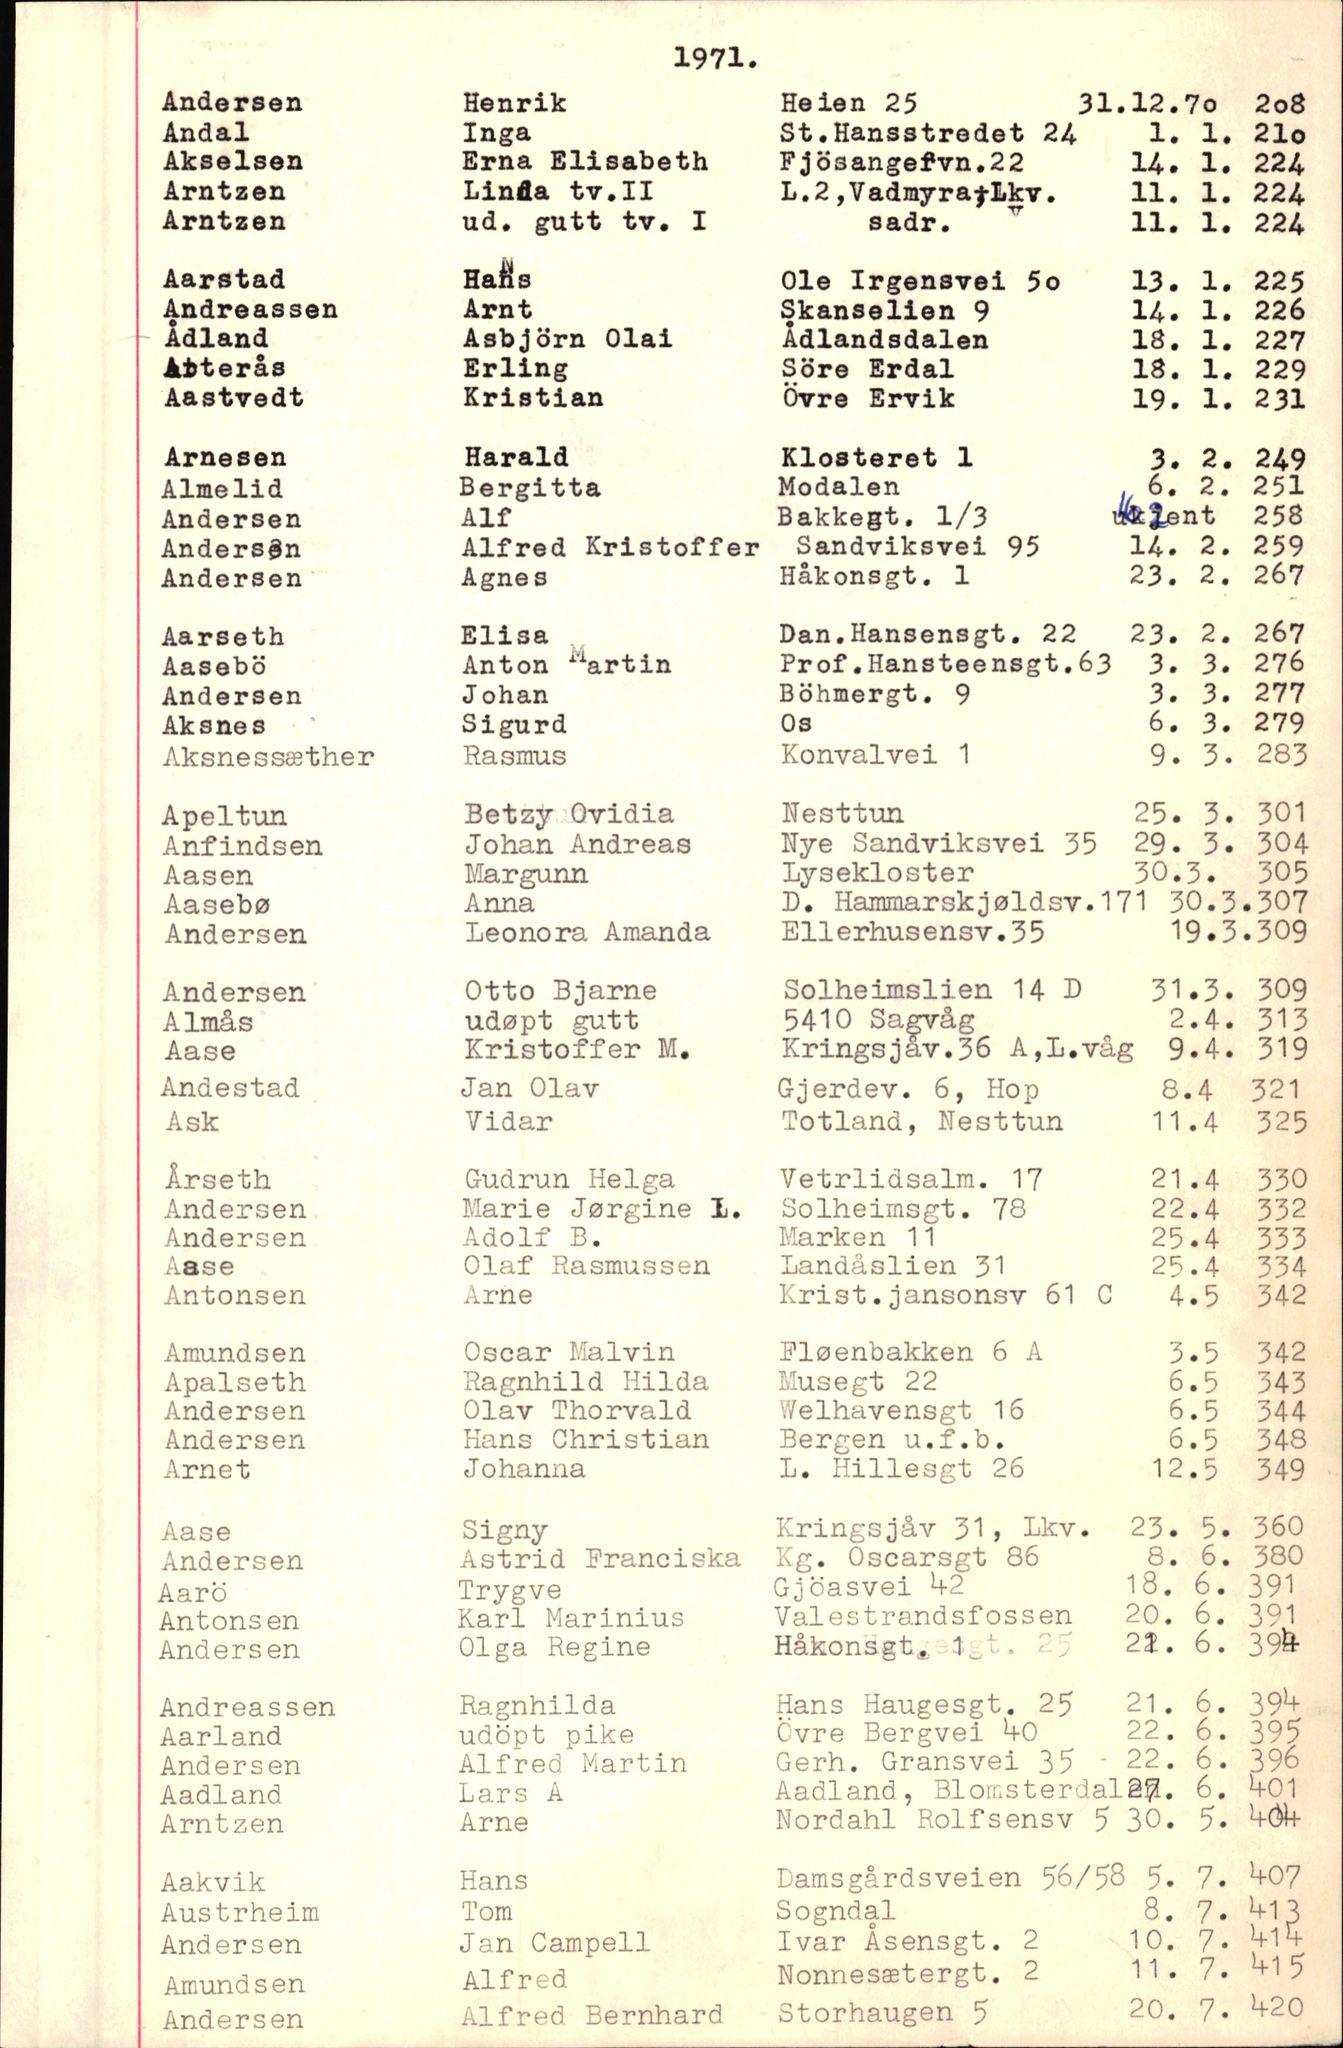 1971.
Andersen Henrik Heien 25 31.12.7o 2o8
Andal Inga St.Hansstredet 24 1. 1. 21o
Akselsen Erna Elisabeth Fjösangefvn.22 14. 1. 224
Arntzen Linda tv.II L.2,Vadmyra,Lkv. 11. 1. 224
Arntzen ud. gutt tv. I sadr. 11. 1. 224
Aarstad HaNs Ole Irgensvei 5o 13. 1. 225
Andreassen Arnt Skanselien 9 14. 1. 226
Ådland Asbjörn Olai Ådlandsdalen 18. 1. 227
Atterås Erling Söre Erdal 18. 1. 229
Aastvedt Kristian Övre Ervik 19. 1. 231
Arnesen Harald Klosteret 1 3. 2. 249
Almelid Bergitta Modalen 6. 2. 251
Andersen Alf Bakkegt. 1/3 ukjent 258
Andersen Alfred Kristoffer Sandviksvei 95 14. 2. 259
Andersen Agnes Håkonsgt. 1 23. 2. 267
Aarseth Elisa Dan.Hansensgt. 22 23. 2. 267
Aasebö Anton Martin Prof.Hansteensgt.63 3. 3. 276
Andersen Johan Böhmergt. 9 3. 3. 277
Aksnes Sigurd Os 6. 3. 279
Aksnessæther Rasmus Konvalvei 1 9. 3. 283
Apeltun Betzy Ovidia Nesttun 25. 3. 301
Anfindsen Johan Andreas Nye Sandviksvei 35 29. 3. 304
Aasen Margunn Lysekloster 30.3. 305
Aasebø Anna D. Hammarskjøldsv.171 30.3.307
Andersen Leonora Amanda Ellerhusensv.35 19.3.309
Andersen Otto Bjarne Solheimslien 14 D 31.3. 309
Almås udøpt gutt 5410 Sagvåg 2.4. 313
Aase Kristoffer M. Kringsjåv.36 A,L.våg 9.4. 319
Andestad Jan Olav Gjerdev. 6, Hop 8.4 321
Ask Vidar Totland, Nesttun 11.4 325
Årseth Gudrun Helga Vetrlidsalm. 17 21.4 330
Andersen Marie Jørgine L. Solheimsgt. 78 22.4 332
Andersen Adolf B. Marken 11 25.4 333
Aase Olaf Rasmussen Landåslien 31 25.4 334
Antonsen Arne Krist.jansonsv 61 C 4.5 342
Amundsen Oscar Malvin Fløenbakken 6 A 3.5 342
Apalseth Ragnhild Hilda Musegt 22 6.5 343
Andersen Olav Thorvald Welhavensgt 16 6.5 344
Andersen Hans Christian Bergen u.f.b. 6.5 348
Arnet Johanna L. Hillesgt 26 12.5 349
Aase Signy Kringsjåv 31, Lkv. 23. 5. 360
Andersen Astrid Franciska Kg. Oscarsgt 86 8. 6. 380
Aarö Trygve Gjöasvei 42 18. 6. 391
Antonsen Karl Marinius Valestrandsfossen 20. 6. 391
Andersen Olga Regine Håkonsgt. 1 6. 394
Andreassen Ragnhilda Hans Haugesgt. 25 21. 6. 394
Aarland udöpt pike Övre Bergvei 40 22. 6. 395
Andersen Alfred Martin Gerh. Gransvei 35 - 22. 6. 396
Aadland Lars A Aadland, Blomsterdalen 27. 6. 401
Arntzen Arne Nordahl Rolfsensv 5 30. 5. 404
Aakvik Hans Damsgårdsveien 56/58 5. 7. 407
Austrheim Tom Sogndal 8. 7. 413
Andersen Jan Campell Ivar Åsensgt. 2 10. 7. 414
Amundsen Alfred Nonnesætergt. 2 11. 7. 415
Andersen Alfred Bernhard Storhaugen 5 20. 7. 420